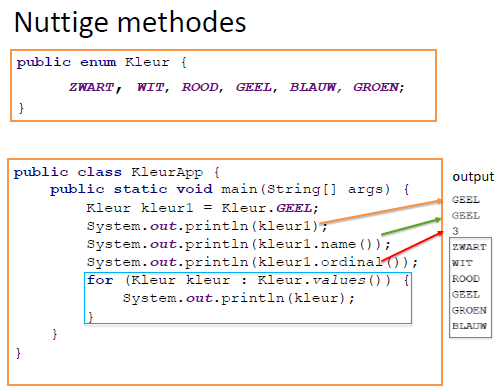 Nuttige methodes
public enum Kleur {
ZWART, WIT, ROOD, GEEL, BLAUW, GROEN;
}
public class KleurApp {
public static void main(String[] args) {
Kleur kleur1 = Kleur.GEEL;
System.out.println(kleur1);
System.out.println(kleur1.name());
System.out.println(kleur1.ordinal());
for (Kleur kleur : Kleur.values()) {
System.out.println(kleur);
}
}
}
output
GEEL
GEEL
3
ZWART
WIT
ROOD
GEEL
GROEN
BLAUW